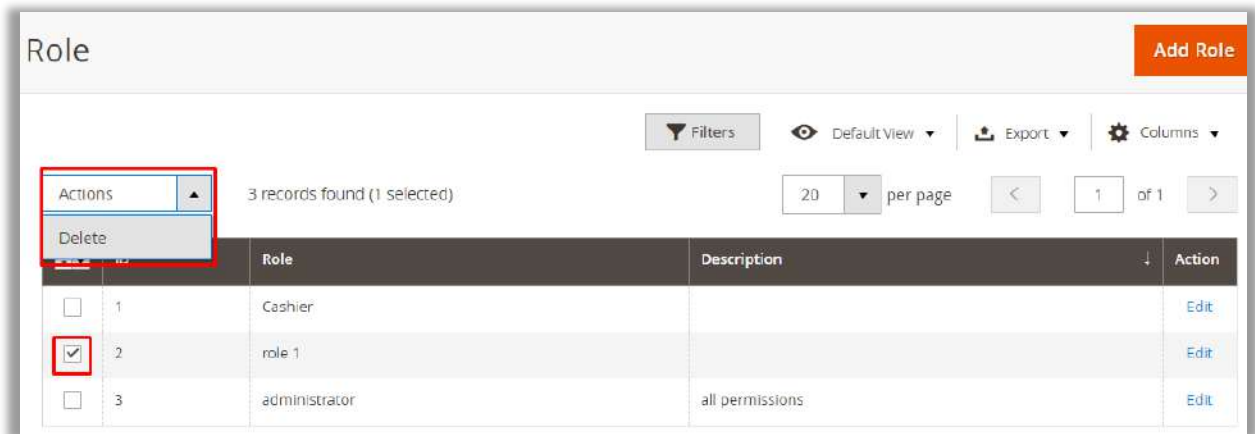 Role
Add Role
Filters
Default View
Export
Columns
Actions
3 records found (1 selected)
20
per page
1
of 1
Delete
Role
Description
Action
1
Cashier
Edit
2
role 1
Edit
3
administrator
all permissions
Edit